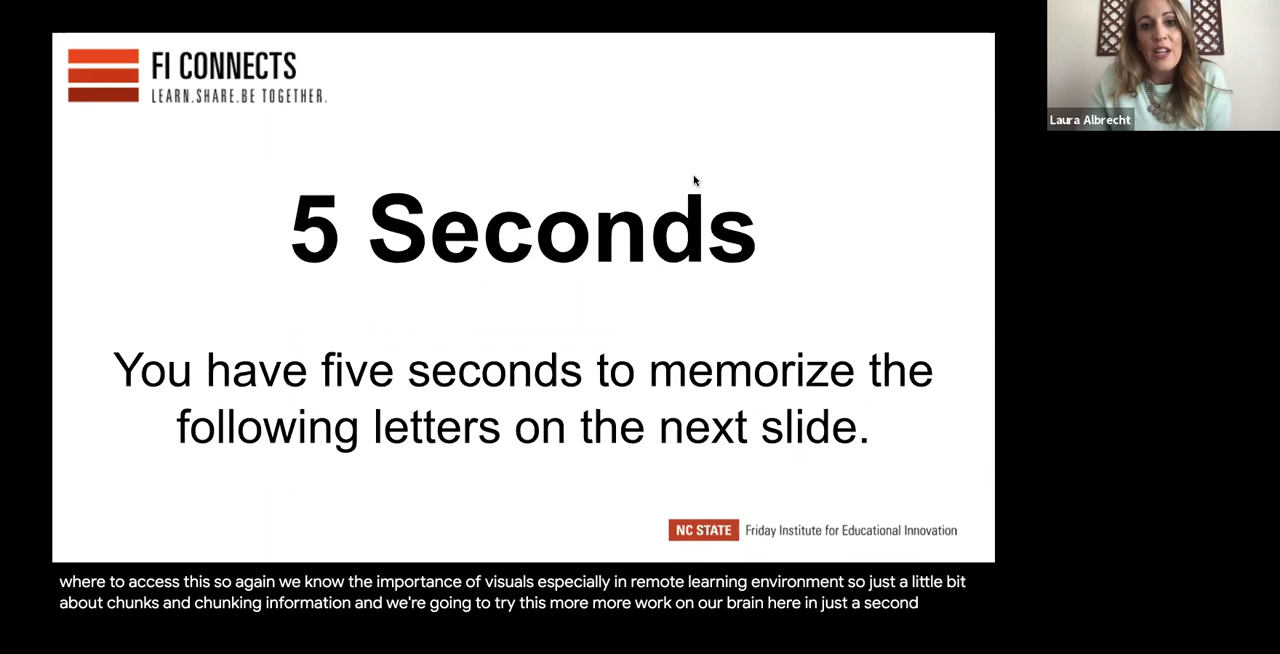 FI CONNECTS
LEARN.SHARE.BE TOGETHER.
Laura Albrecht
5 Seconds
You have five seconds to memorize the
following letters on the next slide.
NC STATE Friday Institute for Educational Innovation
where to access this so again we know the importance of visuals especially in remote learning environment so just a little bit
about chunks and chunking information and we're going to try this more more work on our brain here in just a second